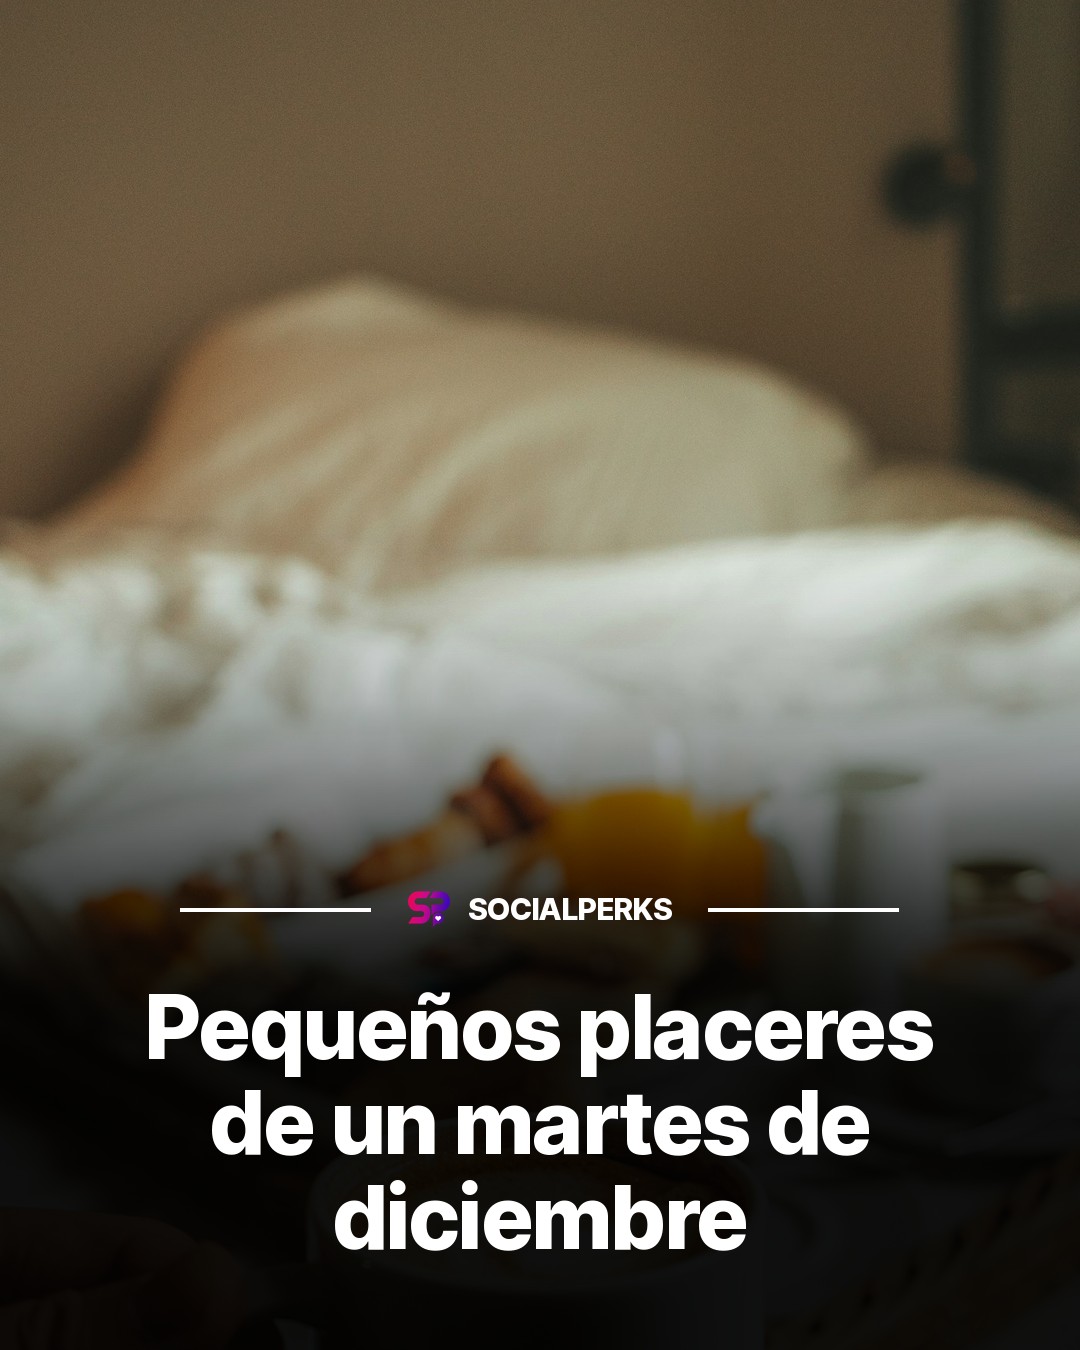 SOCIALPERKS
Pequeños placeres
de un martes de
diciembre